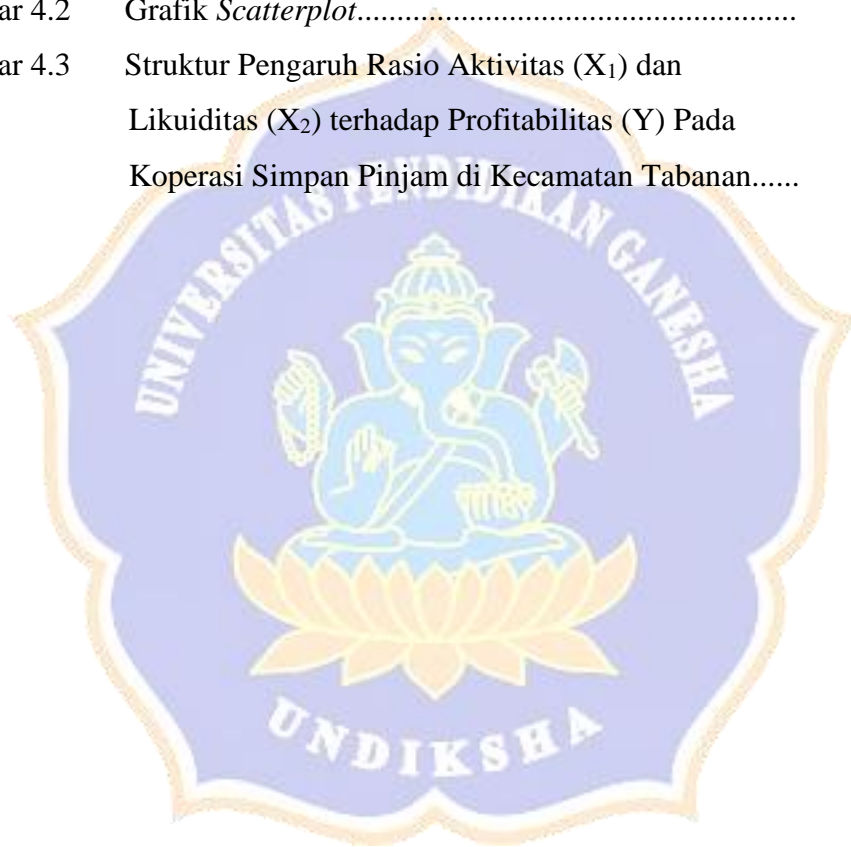 ar 4.2 Grafik Scatterplot.......................................................
ar 4.3 Struktur Pengaruh Rasio Aktivitas (X₁) dan
Likuiditas (X₂) terhadap Profitabilitas (Y) Pada
Koperasi Simpan Pinjam di Kecamatan Tabanan......
UNIVERSITAS PENDIDIKAN GANESHA
UNDIKSHA